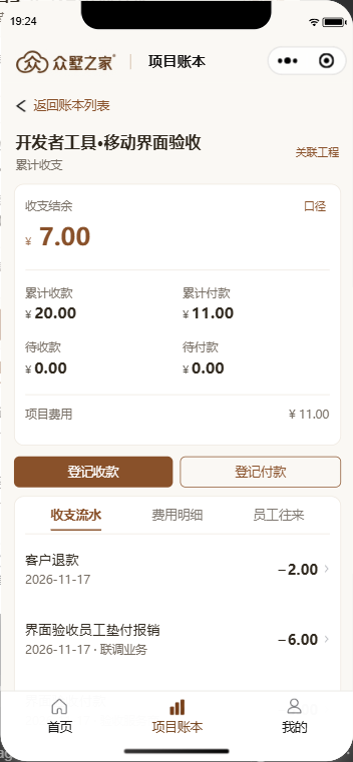 19:24
众墅之家
项目账本
返回账本列表
开发者工具·移动界面验收
关联工程
累计收支
收支结余
口径
¥ 7.00
累计收款
累计付款
¥ 20.00
¥ 11.00
待收款
待付款
¥ 0.00
¥ 0.00
项目费用
¥ 11.00
登记收款
登记付款
收支流水
费用明细
员工往来
客户退款
2026-11-17
−2.00
界面验收员工垫付报销
2026-11-17 · 联调业务
−6.00
首页
项目账本
我的